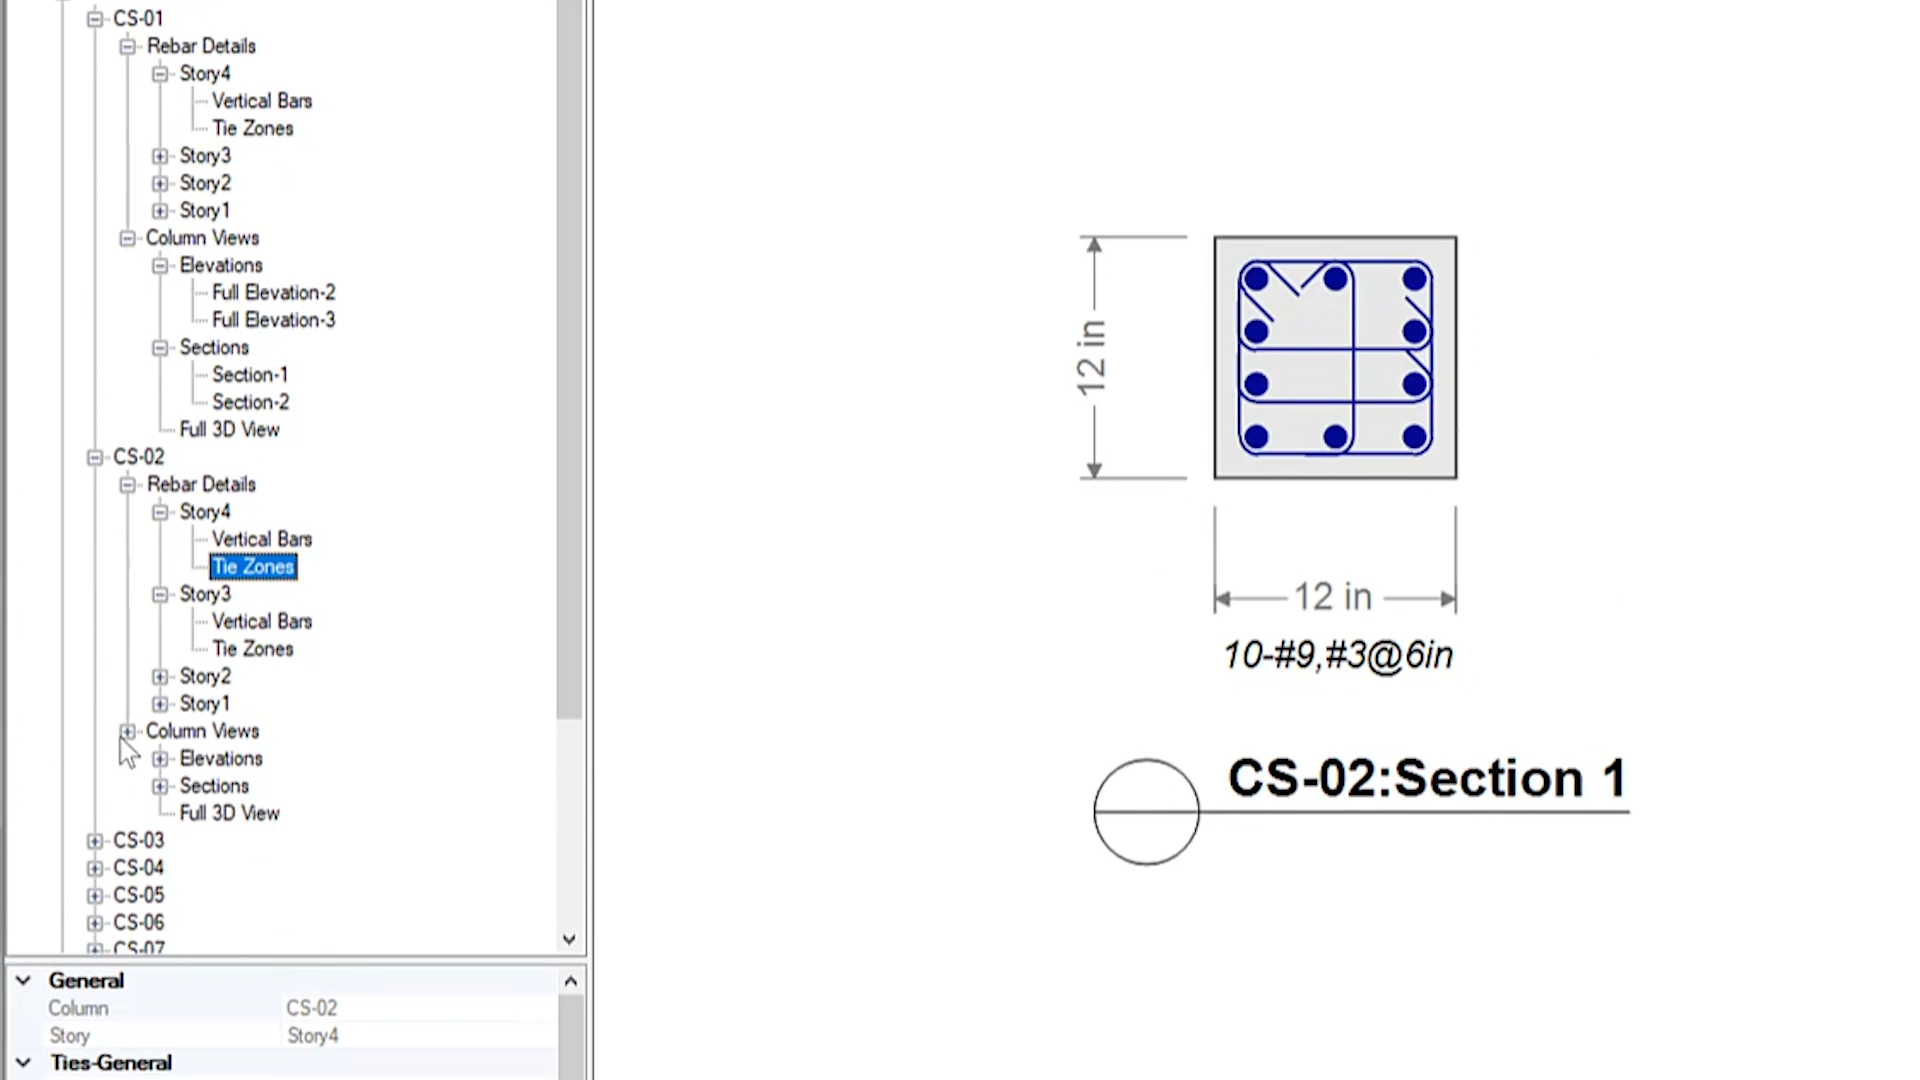 CS-01
Rebar Details
Story4
Vertical Bars
Tie Zones
Story3
Story2
Story1
Column Views
Elevations
Full Elevation-2
Full Elevation-3
Sections
Section-1
Section-2
Full 3D View
CS-02
Rebar Details
Story4
Vertical Bars
Tie Zones
Story3
Vertical Bars
Tie Zones
Story2
Story1
Column Views
Elevations
Sections
Full 3D View
CS-03
CS-04
CS-05
CS-06
CS-07
General
Column CS-02
Story Story4
Ties-General
12 in
12 in
10-#9,#3@6in
CS-02:Section 1